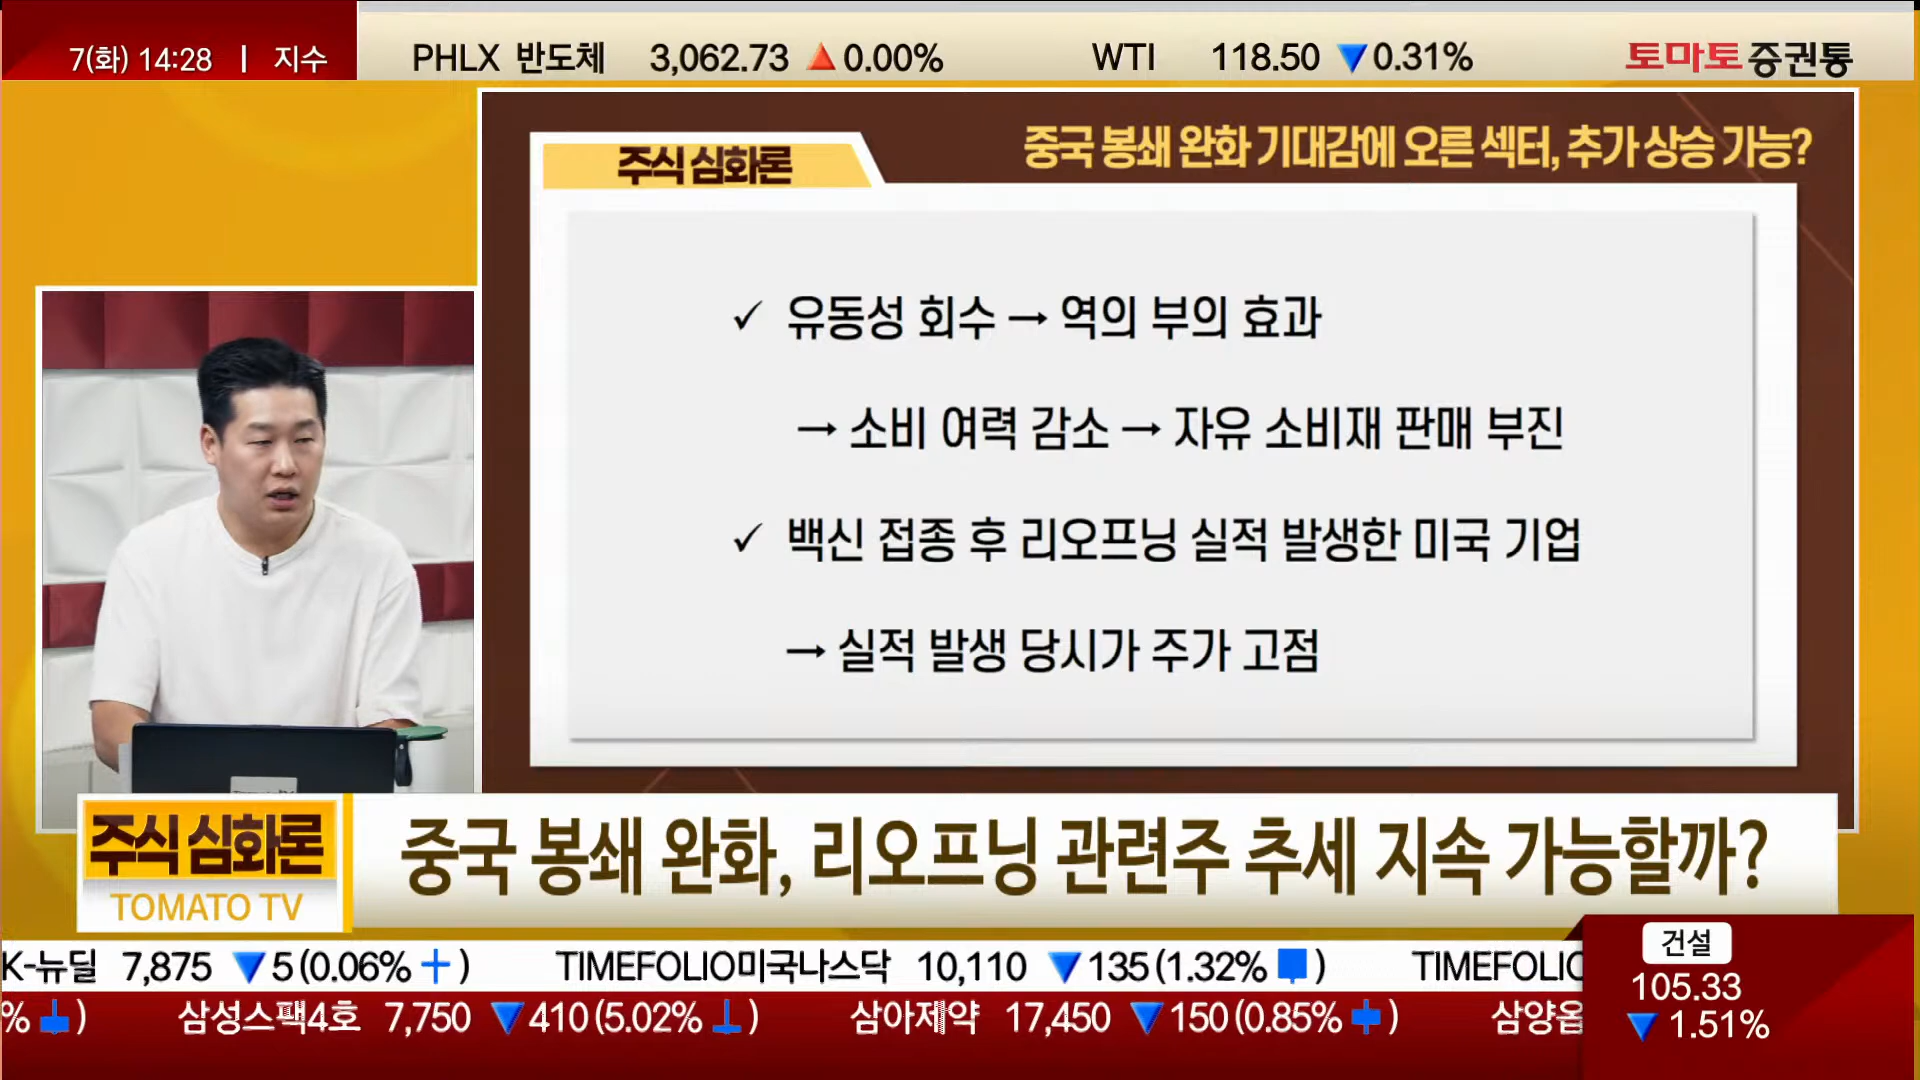 7(화) 14:28 | 지수
PHLX 반도체 3,062.73 ▲ 0.00%
WTI 118.50 ▼ 0.31%
토마토증권통
주식 심화론
중국 봉쇄 완화 기대감에 오른 섹터, 추가 상승 가능?
✓ 유동성 회수 → 역의 부의 효과
→ 소비 여력 감소 → 자유 소비재 판매 부진
✓ 백신 접종 후 리오프닝 실적 발생한 미국 기업
→ 실적 발생 당시가 주가 고점
주식 심화론
TOMATO TV
중국 봉쇄 완화, 리오프닝 관련주 추세 지속 가능할까?
K-뉴딜 7,875 ▼ 5 (0.06% ) TIMEFOLIO미국나스닥 10,110 ▼ 135 (1.32% ) TIMEFOLIO
% ) 삼성스팩4호 7,750 ▼ 410 (5.02% ) 삼아제약 17,450 ▼ 150 (0.85% ) 삼양옵
건설
105.33
▼ 1.51%